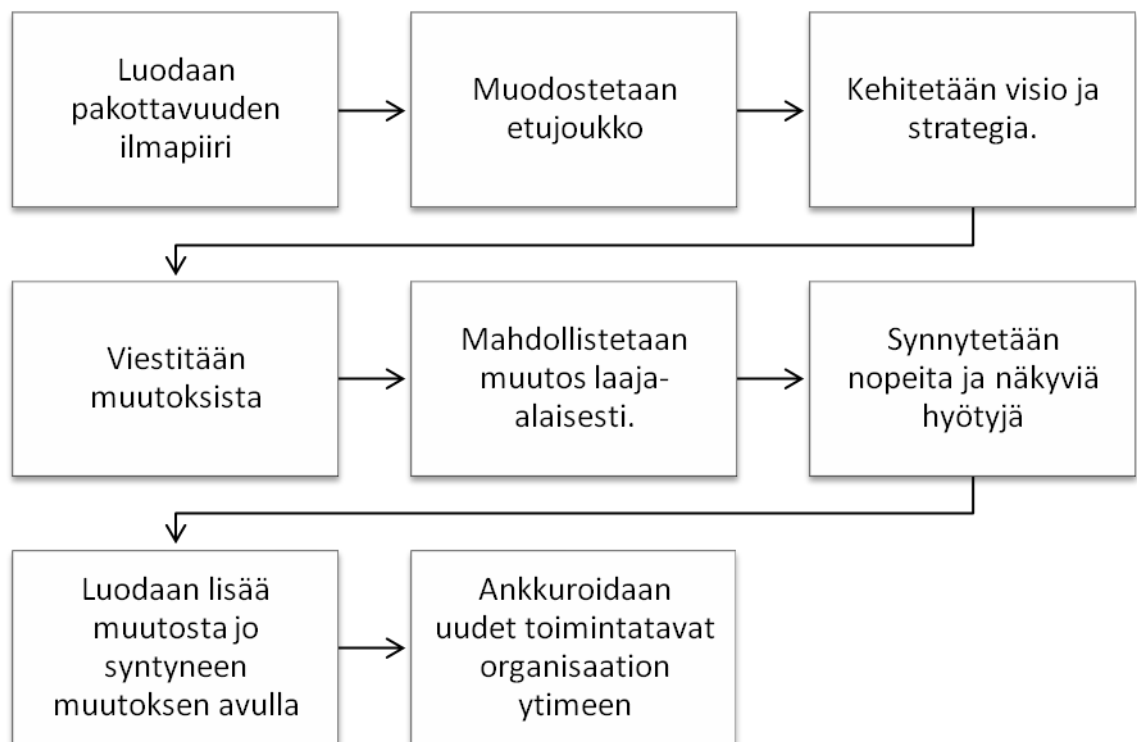 Luodaan
pakottavuuden
ilmapiiri
Muodostetaan
etujoukko
Kehitetään visio ja
strategia.
Viestitään
muutoksista
Mahdollistetaan
muutos laaja-
alaisesti.
Synnytetään
nopeita ja näkyviä
hyötyjä
Luodaan lisää
muutosta jo
syntyneen
muutoksen avulla
Ankkuroidaan
uudet toimintatavat
organisaation
ytimeen